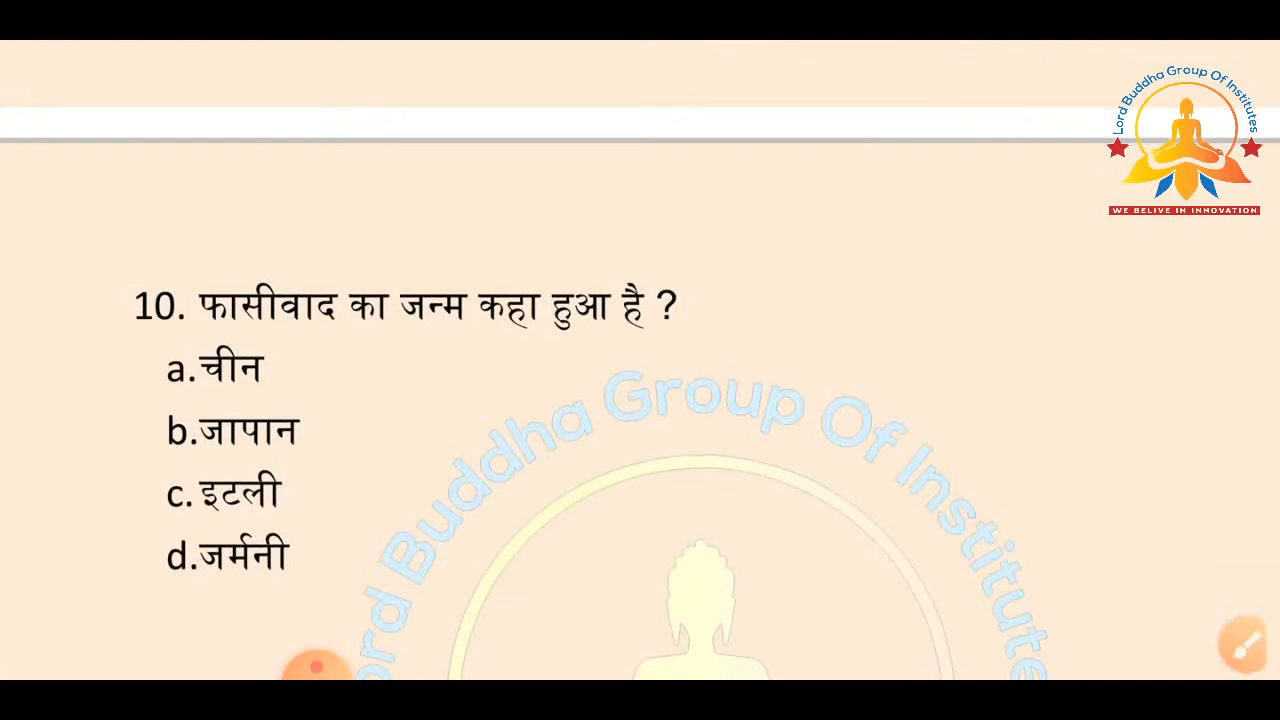 Lord Buddha Group Of Institutes
WE BELIVE IN INNOVATION
10. फासीवाद का जन्म कहा हुआ है ?
a.चीन
b.जापान
c.इटली
d.जर्मनी
Lord Buddha Group Of Institutes